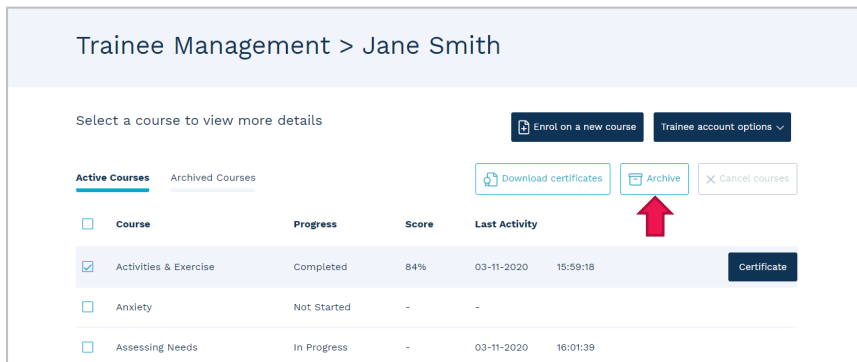 Trainee Management > Jane Smith
Select a course to view more details
Enrol on a new course
Trainee account options
Active Courses Archived Courses
Download certificates
Archive
Cancel courses
Course Progress Score Last Activity
Activities & Exercise Completed 84% 03-11-2020 15:59:18 Certificate
Anxiety Not Started - -
Assessing Needs In Progress - 03-11-2020 16:01:39